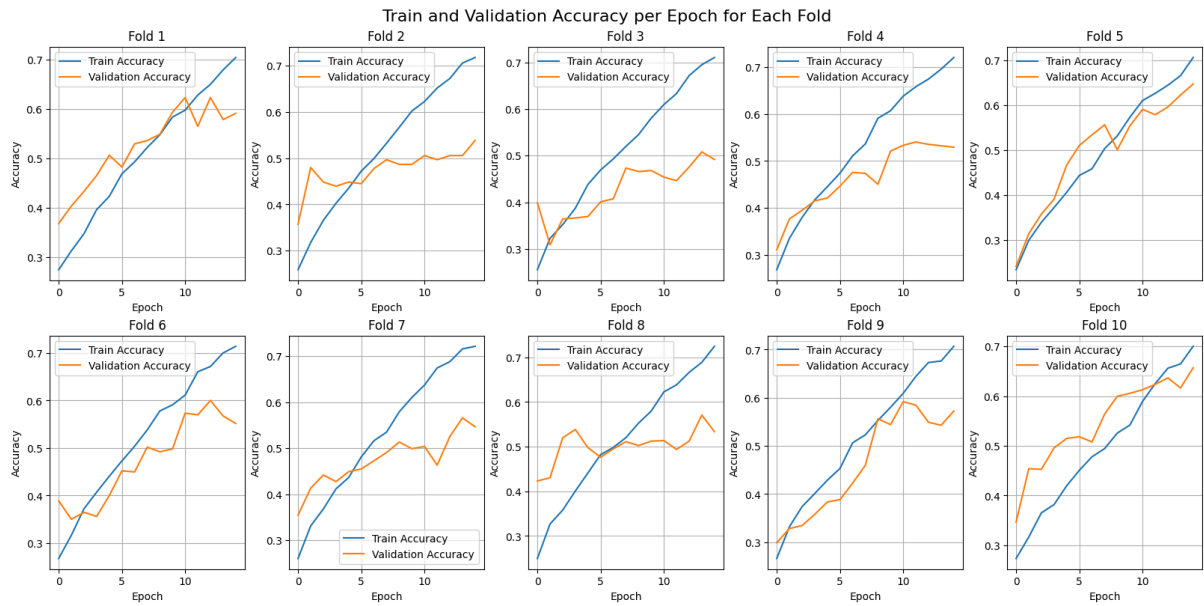 Train and Validation Accuracy per Epoch for Each Fold
Fold 1
Train Accuracy
Validation Accuracy
0.7
0.6
0.5
0.4
0.3
Accuracy
0
5
10
Epoch
Fold 2
Train Accuracy
Validation Accuracy
0.7
0.6
0.5
0.4
0.3
Accuracy
0
5
10
Epoch
Fold 3
Train Accuracy
Validation Accuracy
0.7
0.6
0.5
0.4
0.3
Accuracy
0
5
10
Epoch
Fold 4
Train Accuracy
Validation Accuracy
0.7
0.6
0.5
0.4
0.3
Accuracy
0
5
10
Epoch
Fold 5
Train Accuracy
Validation Accuracy
0.7
0.6
0.5
0.4
0.3
Accuracy
0
5
10
Epoch
Fold 6
Train Accuracy
Validation Accuracy
0.7
0.6
0.5
0.4
0.3
Accuracy
0
5
10
Epoch
Fold 7
0.7
0.6
0.5
0.4
0.3
Accuracy
Train Accuracy
Validation Accuracy
0
5
10
Epoch
Fold 8
Train Accuracy
Validation Accuracy
0.7
0.6
0.5
0.4
0.3
Accuracy
0
5
10
Epoch
Fold 9
Train Accuracy
Validation Accuracy
0.7
0.6
0.5
0.4
0.3
Accuracy
0
5
10
Epoch
Fold 10
Train Accuracy
Validation Accuracy
0.7
0.6
0.5
0.4
0.3
Accuracy
0
5
10
Epoch